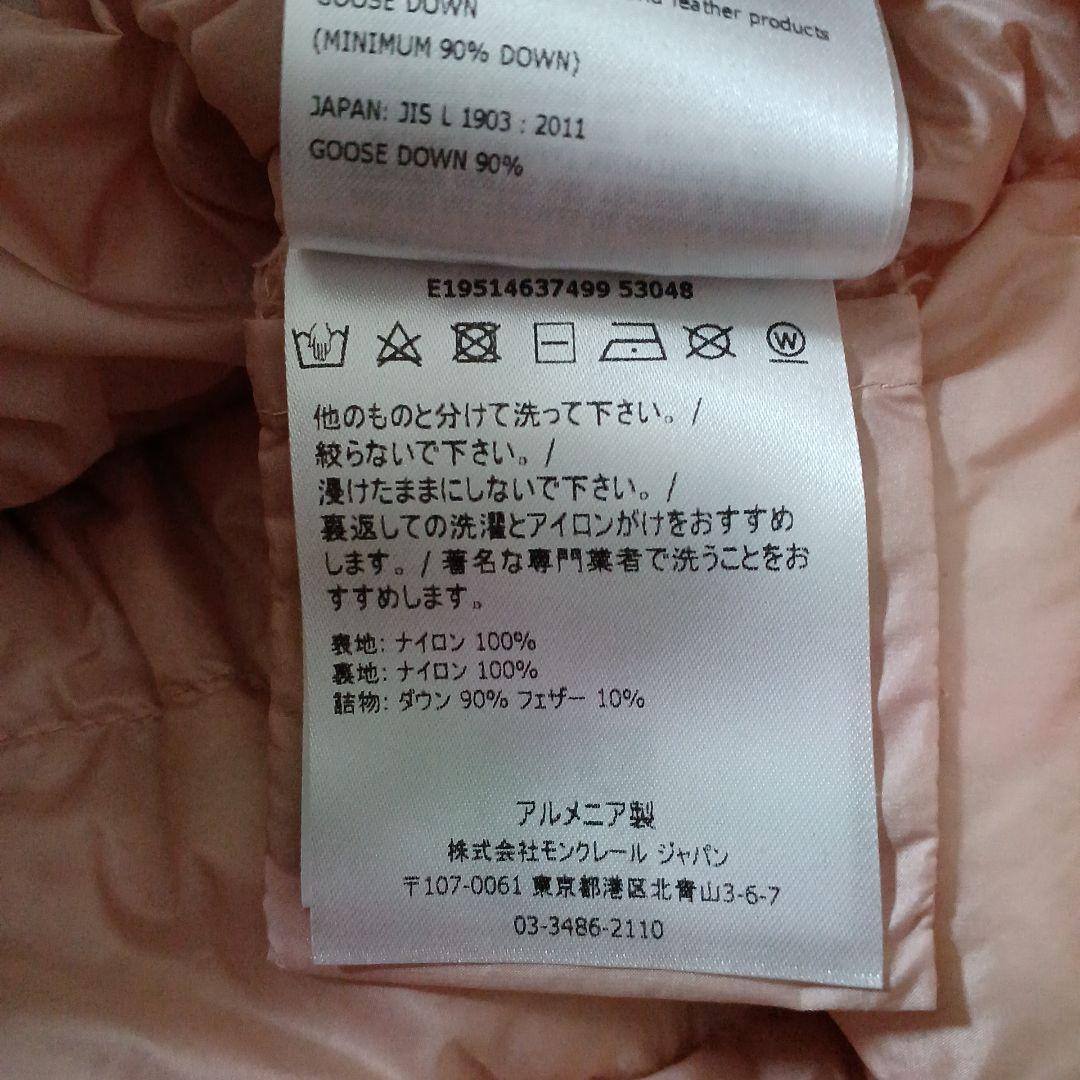 GOOSE DOWN
leather products
(MINIMUM 90% DOWN)
JAPAN: JIS L 1903 : 2011
GOOSE DOWN 90%
E19514637499 53048
W
他のものと分けて洗って下さい。/
絞らないで下さい。/
浸けたままにしないで下さい。/
裏返しての洗濯とアイロンがけをおすすめ
します。/ 著名な専門業者で洗うことをお
すすめします。
表地: ナイロン 100%
裏地: ナイロン 100%
詰物: ダウン 90% フェザー 10%
アルメニア製
株式会社モンクレール ジャパン
〒107-0061 東京都港区北青山3-6-7
03-3486-2110